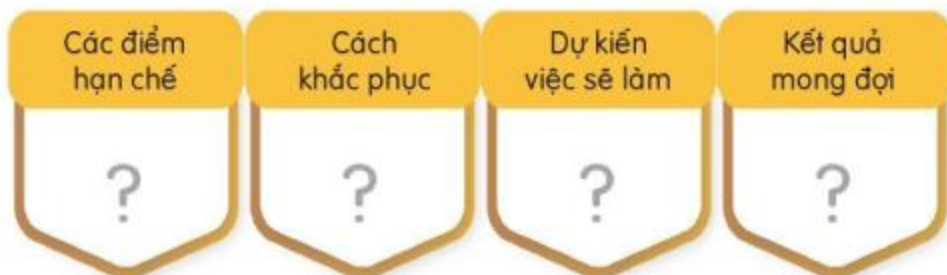 Các điểm
hạn chế
Cách
khắc phục
Dự kiến
việc sẽ làm
Kết quả
mong đợi
?
?
?
?